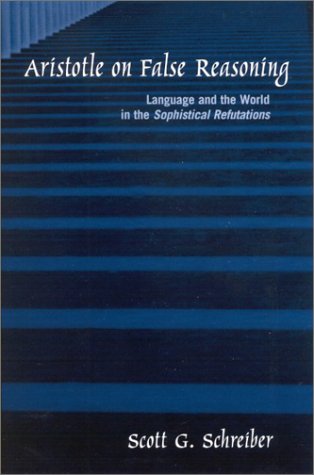 Aristotle on False Reasoning
Language and the World
in the Sophistical Refutations
Scott G. Schreiber